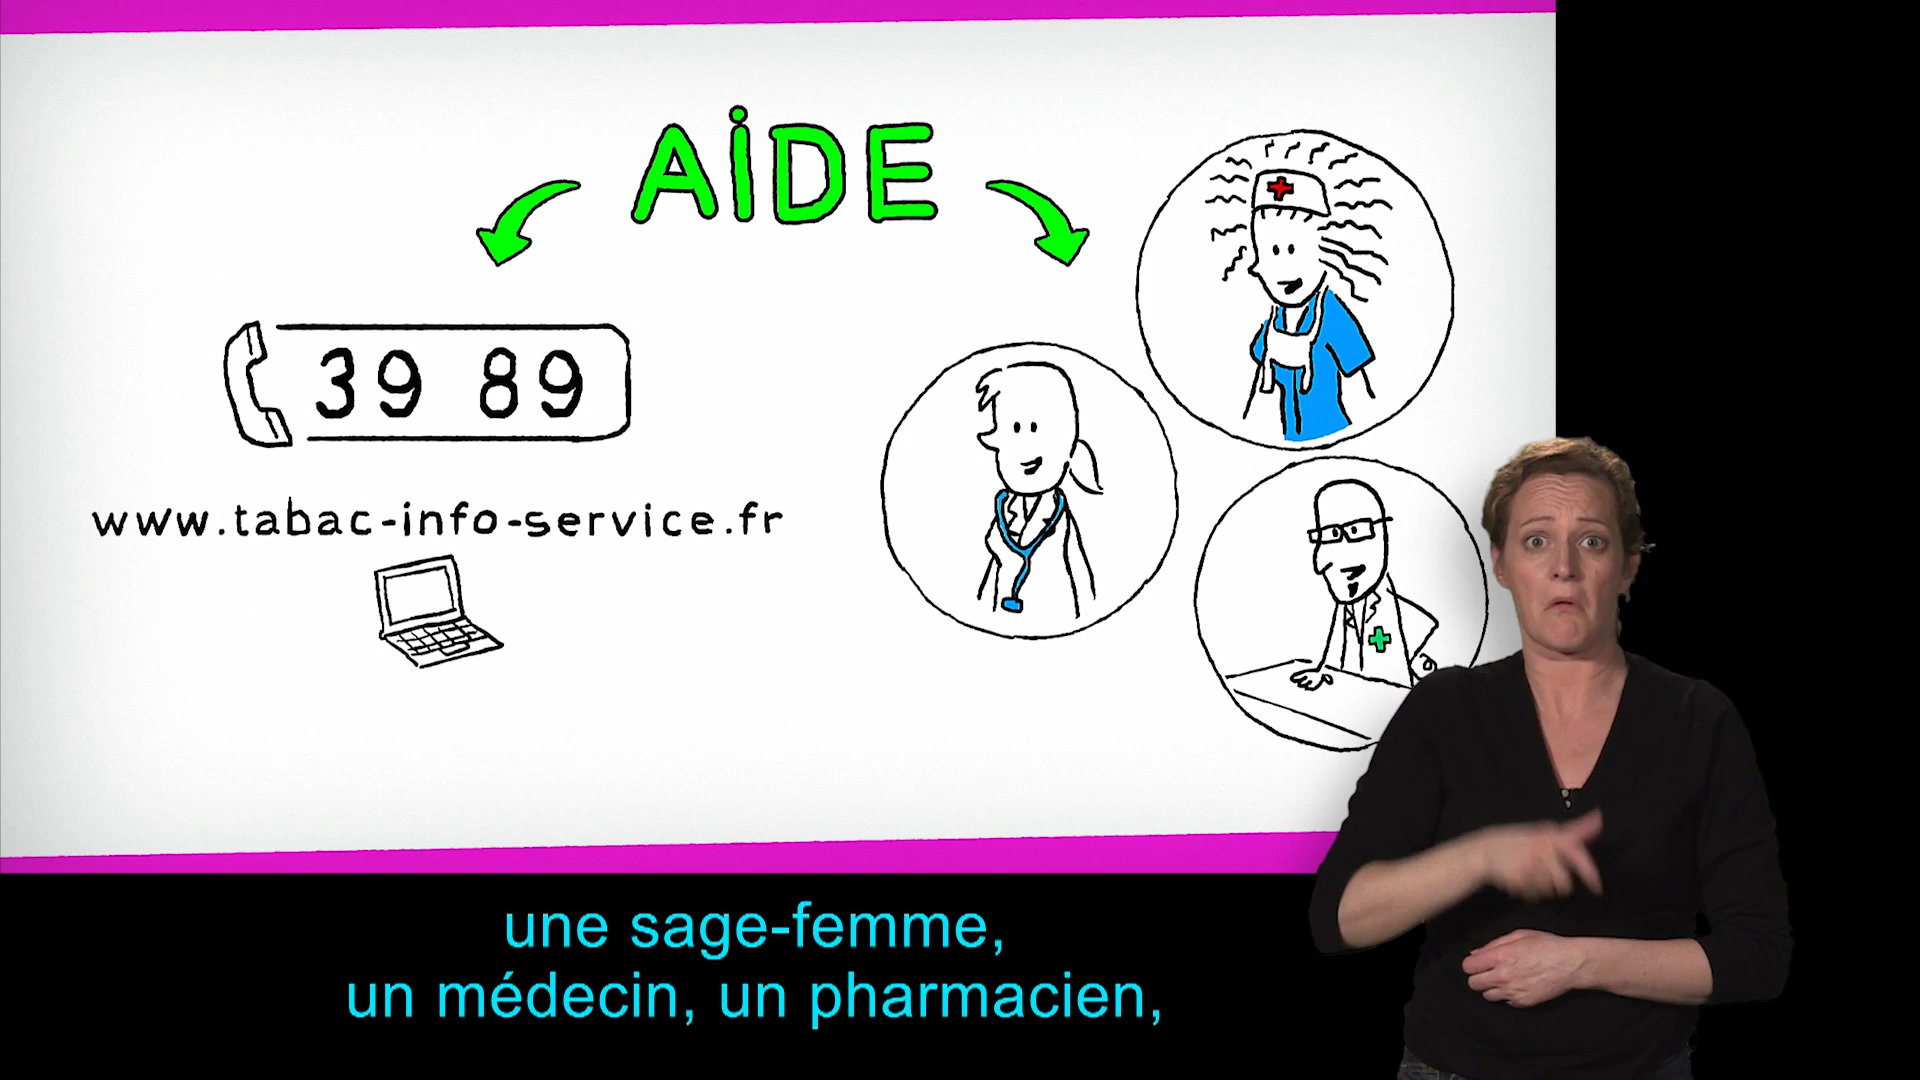 AiDE
39 89
www.tabac-info-service.fr
une sage-femme,
un médecin, un pharmacien,